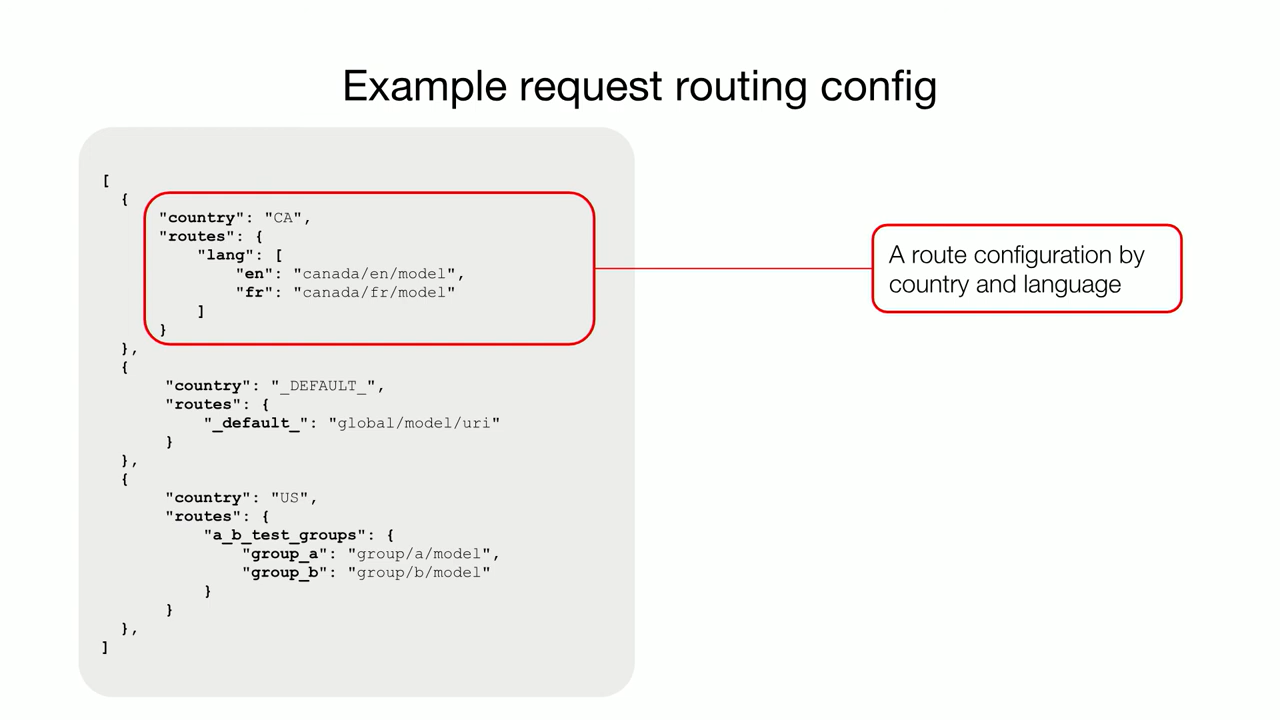 Example request routing config
[
{
"country": "CA",
"routes": {
"lang": [
"en": "canada/en/model",
"fr": "canada/fr/model"
]
}
},
{
"country": "_DEFAULT_",
"routes": {
"_default_": "global/model/uri"
}
},
{
"country": "US",
"routes": {
"a_b_test_groups": {
"group_a": "group/a/model",
"group_b": "group/b/model"
}
}
},
]
A route configuration by
country and language